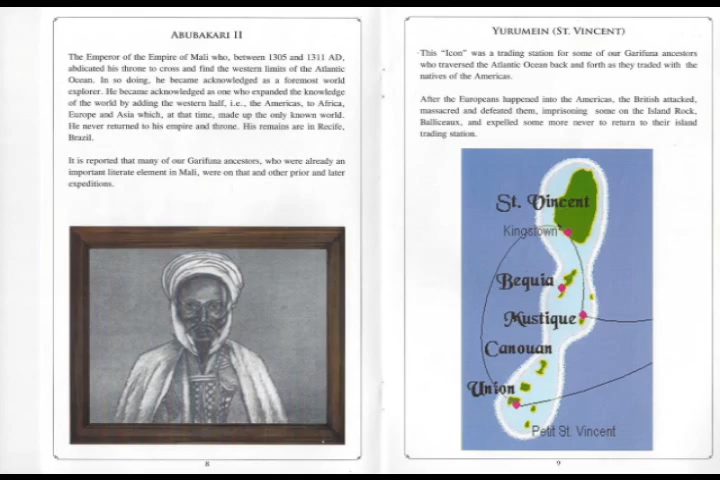 ABUBAKARI II
The Emperor of the Empire of Mali who, between 1305 and 1311 AD,
abdicated his throne to cross and find the western limits of the Atlantic
Ocean. In so doing, he became acknowledged as a foremost world
explorer. He became acknowledged as one who expanded the knowledge
of the world by adding the western half, i.e., the Americas, to Africa,
Europe and Asia which, at that time, made up the only known world.
He never returned to his empire and throne. His remains are in Recife,
Brazil.
It is reported that many of our Garifuna ancestors, who were already an
important literate element in Mali, were on that and other prior and later
expeditions.
8
YURUMEIN (ST. VINCENT)
This “Icon” was a trading station for some of our Garifuna ancestors
who traversed the Atlantic Ocean back and forth as they traded with the
natives of the Americas.
After the Europeans happened into the Americas, the British attacked,
massacred and defeated them, imprisoning some on the Island Rock,
Balliceaux, and expelled some more never to return to their island
trading station.
St. Vincent
Kingstown
Bequia
Mustique
Canouan
Union
Petit St. Vincent
9